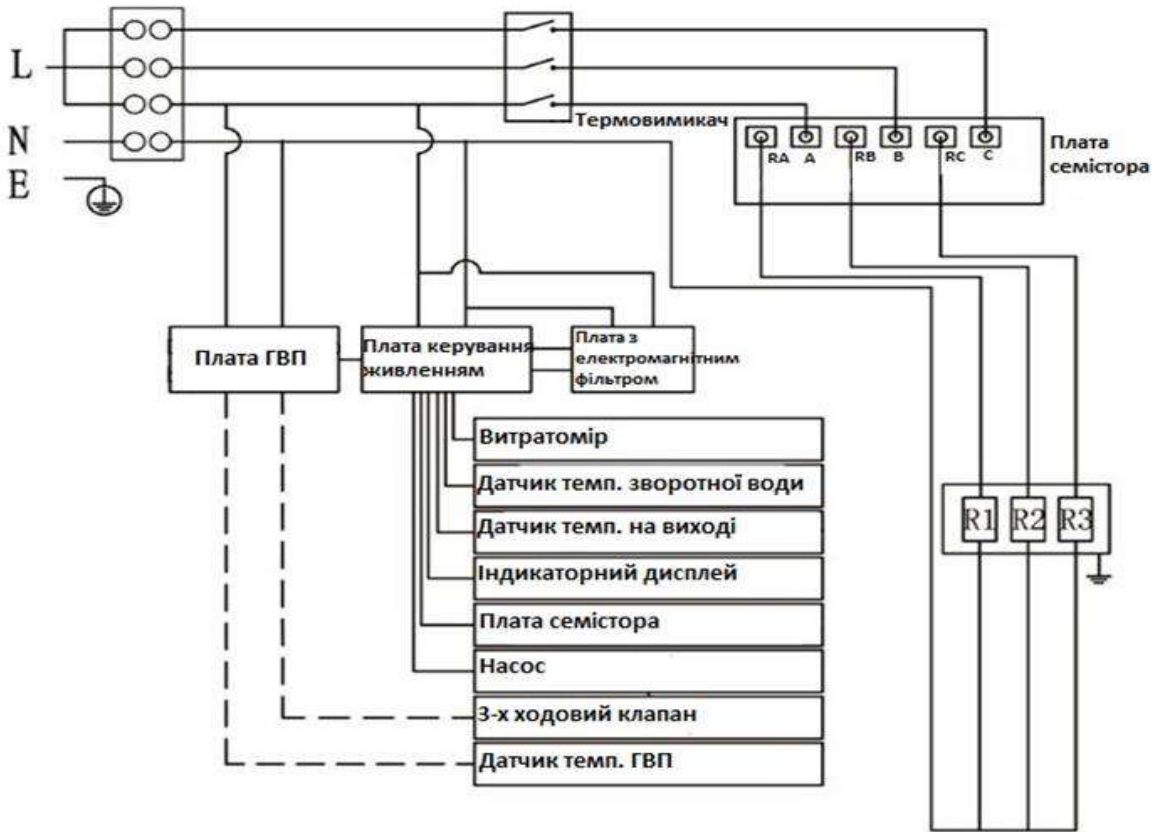 L
N
E
Термовимикач
RA A RB B RC C
Плата
семістора
Плата ГВП
Плата керування
живленням
Плата з
електромагнітним
фільтром
Витратомір
Датчик темп. зворотної води
Датчик темп. на виході
Індикаторний дисплей
Плата семістора
Насос
3-х ходовий клапан
Датчик темп. ГВП
R1 R2 R3